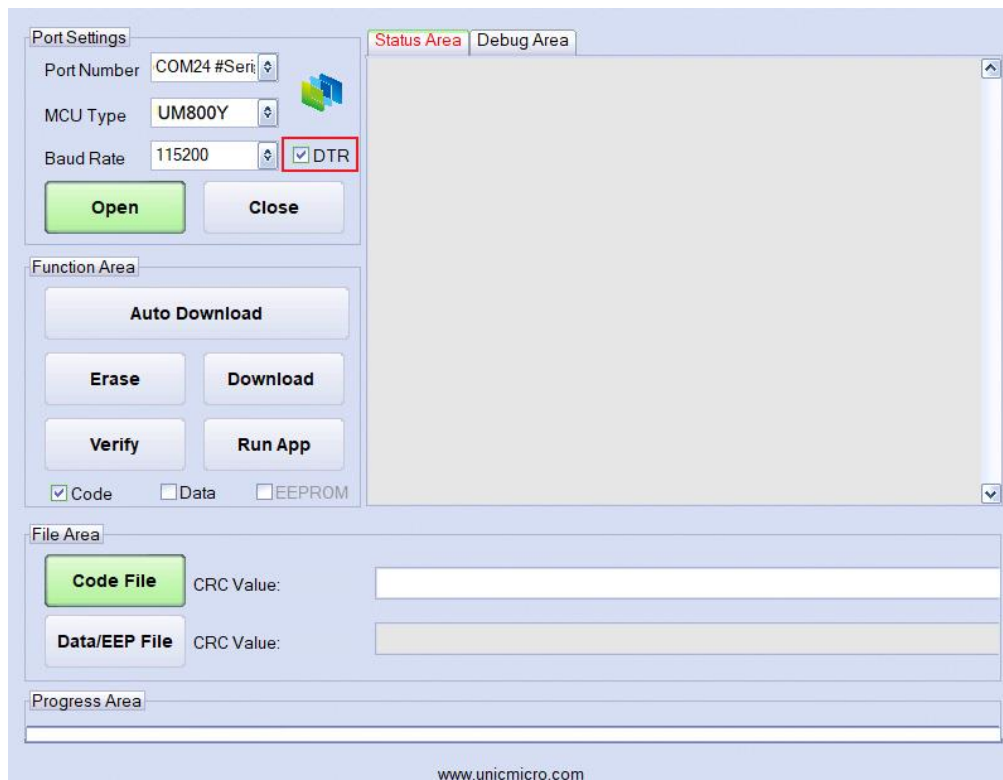 Port Settings
Port Number COM24 #Seri
MCU Type UM800Y
Baud Rate 115200 DTR
Open Close
Status Area Debug Area
Function Area
Auto Download
Erase Download
Verify Run App
Code Data EEPROM
File Area
Code File CRC Value:
Data/EEP File CRC Value:
Progress Area
www.unicmicro.com